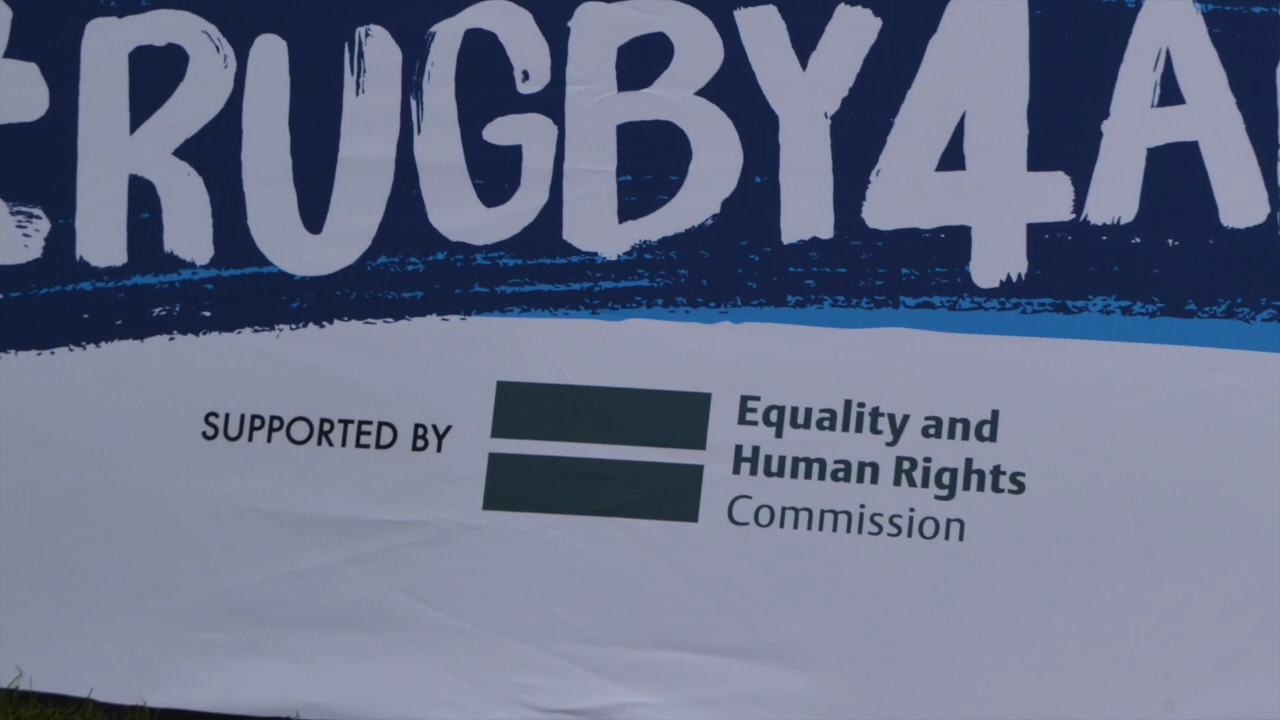 #RUGBY4A
SUPPORTED BY
Equality and
Human Rights
Commission